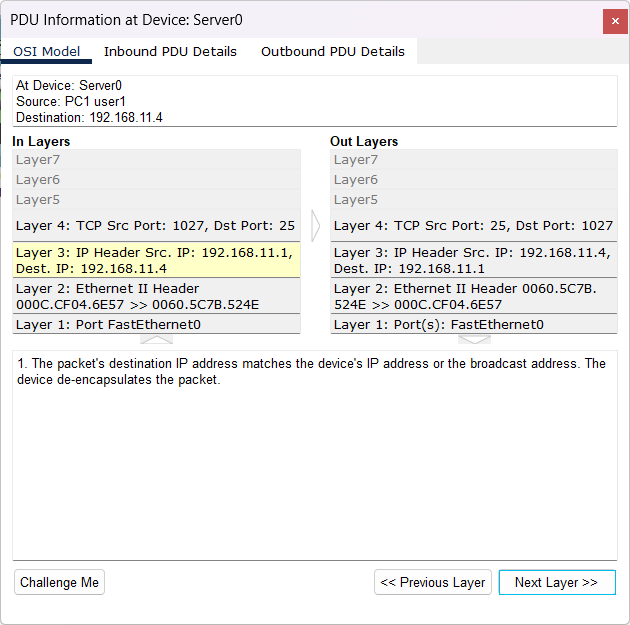 PDU Information at Device: Server0
OSI Model Inbound PDU Details Outbound PDU Details
At Device: Server0
Source: PC1 user1
Destination: 192.168.11.4
In Layers
Layer7
Layer6
Layer5
Layer 4: TCP Src Port: 1027, Dst Port: 25
Layer 3: IP Header Src. IP: 192.168.11.1,
Dest. IP: 192.168.11.4
Layer 2: Ethernet II Header
000C.CF04.6E57 >> 0060.5C7B.524E
Layer 1: Port FastEthernet0
Out Layers
Layer7
Layer6
Layer5
Layer 4: TCP Src Port: 25, Dst Port: 1027
Layer 3: IP Header Src. IP: 192.168.11.4,
Dest. IP: 192.168.11.1
Layer 2: Ethernet II Header 0060.5C7B.
524E >> 000C.CF04.6E57
Layer 1: Port(s): FastEthernet0
1. The packet's destination IP address matches the device's IP address or the broadcast address. The
device de-encapsulates the packet.
Challenge Me
<< Previous Layer
Next Layer >>